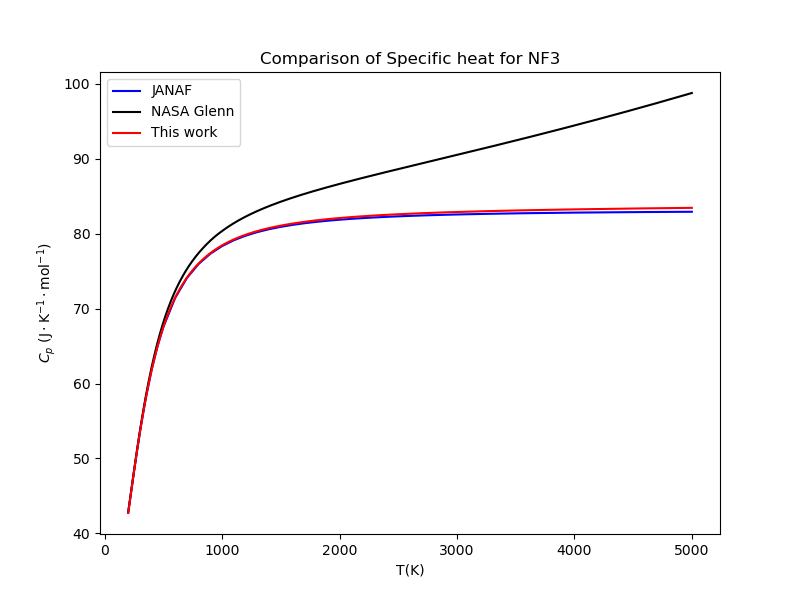 Comparison of Specific heat for NF3
JANAF
NASA Glenn
This work
100
90
80
70
60
50
40
$C_p$ (J · K$^{-1}$ · mol$^{-1}$)
0 1000 2000 3000 4000 5000
T(K)